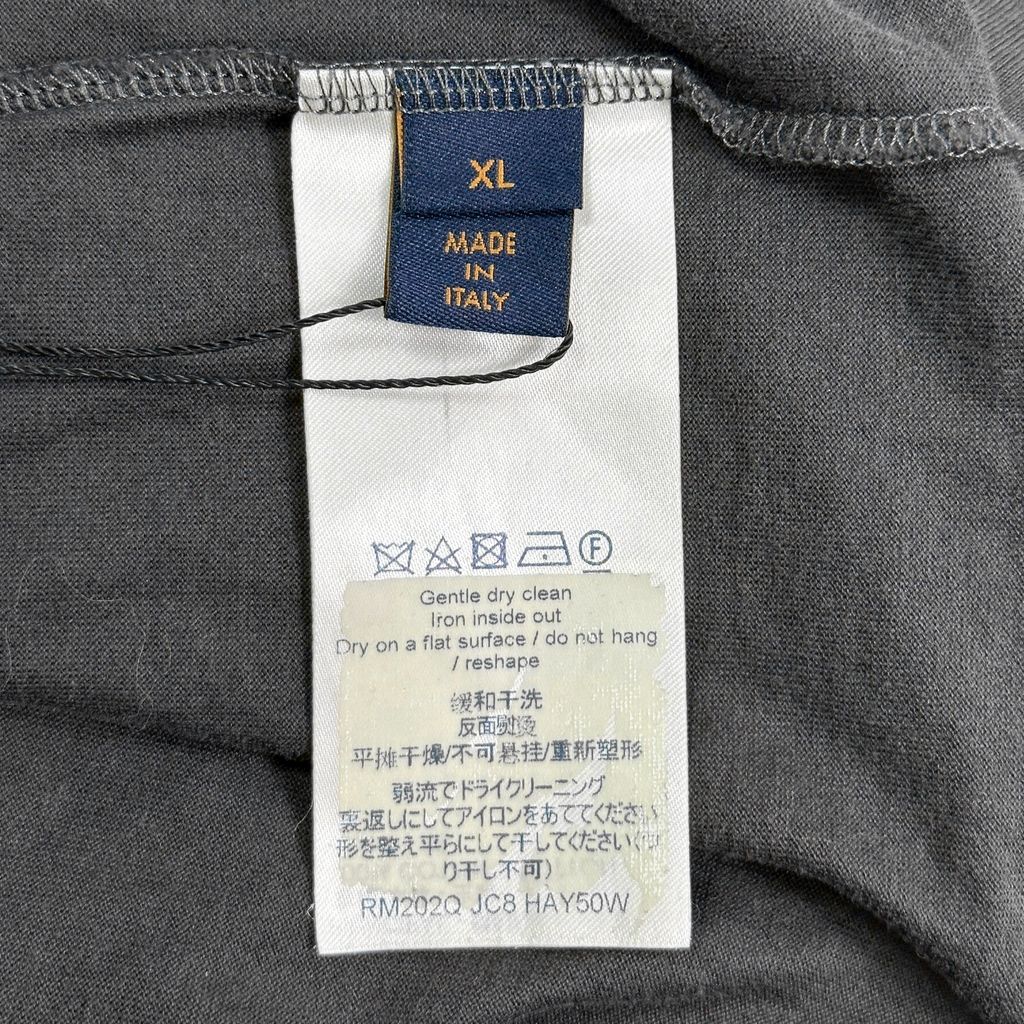 XL
MADE
IN
ITALY
F
Gentle dry clean
Iron inside out
Dry on a flat surface / do not hang
/ reshape
缓和干洗
反面熨烫
平摊干燥/不可悬挂/重新塑形
弱流でドライクリーニング
裏返しにしてアイロンをあててください
形を整え平らにして干してください(吊
り干し不可)
RM202Q JC8 HAY50W